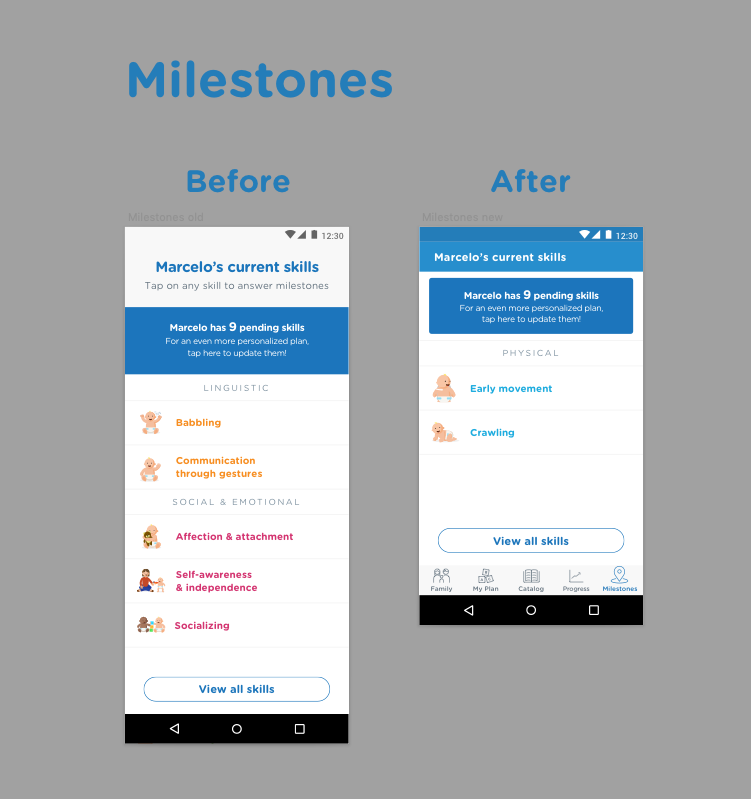 Milestones
Before
Milestones old
12:30
Marcelo's current skills
Tap on any skill to answer milestones
Marcelo has 9 pending skills
For an even more personalized plan,
tap here to update them!
LINGUISTIC
Babbling
Communication
through gestures
SOCIAL & EMOTIONAL
Affection & attachment
Self-awareness
& independence
Socializing
View all skills
After
Milestones new
12:30
Marcelo's current skills
Marcelo has 9 pending skills
For an even more personalized plan,
tap here to update them!
PHYSICAL
Early movement
Crawling
View all skills
Family My Plan Catalog Progress Milestones